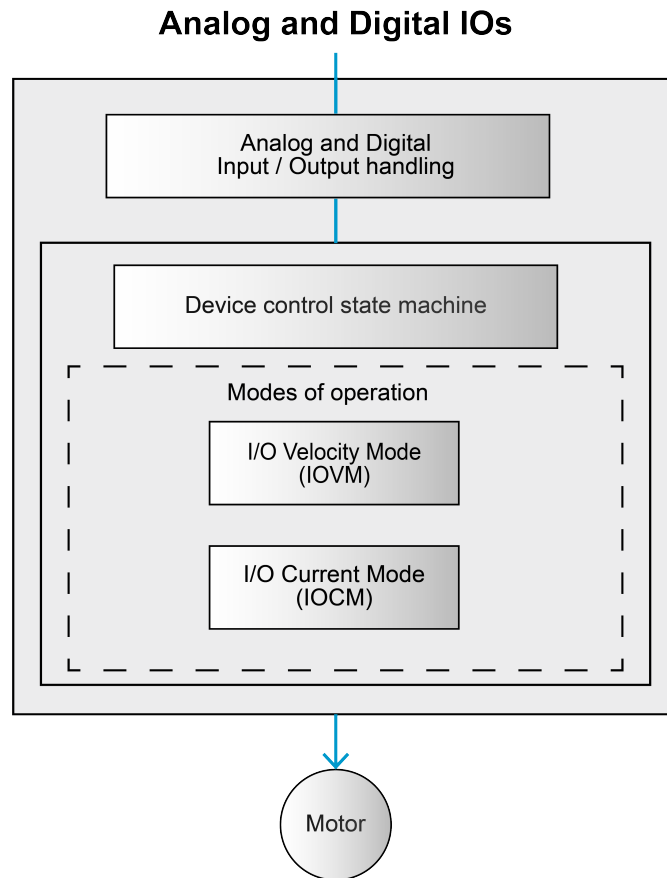 Analog and Digital IOs
Analog and Digital
Input / Output handling
Device control state machine
Modes of operation
I/O Velocity Mode
(IOVM)
I/O Current Mode
(IOCM)
Motor